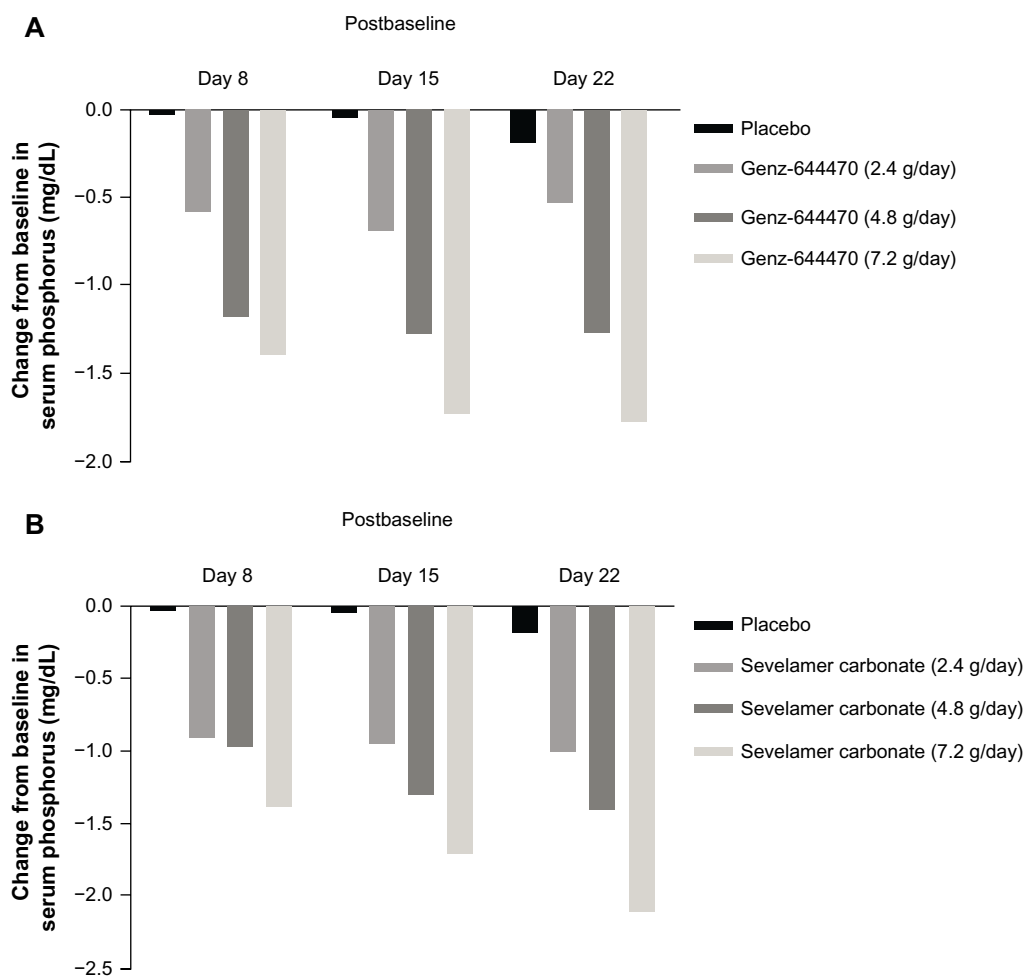 A
Postbaseline
Day 8 Day 15 Day 22
Change from baseline in
serum phosphorus (mg/dL)
0.0
−0.5
−1.0
−1.5
−2.0
Placebo
Genz-644470 (2.4 g/day)
Genz-644470 (4.8 g/day)
Genz-644470 (7.2 g/day)
B
Postbaseline
Day 8 Day 15 Day 22
Change from baseline in
serum phosphorus (mg/dL)
0.0
−0.5
−1.0
−1.5
−2.0
−2.5
Placebo
Sevelamer carbonate (2.4 g/day)
Sevelamer carbonate (4.8 g/day)
Sevelamer carbonate (7.2 g/day)